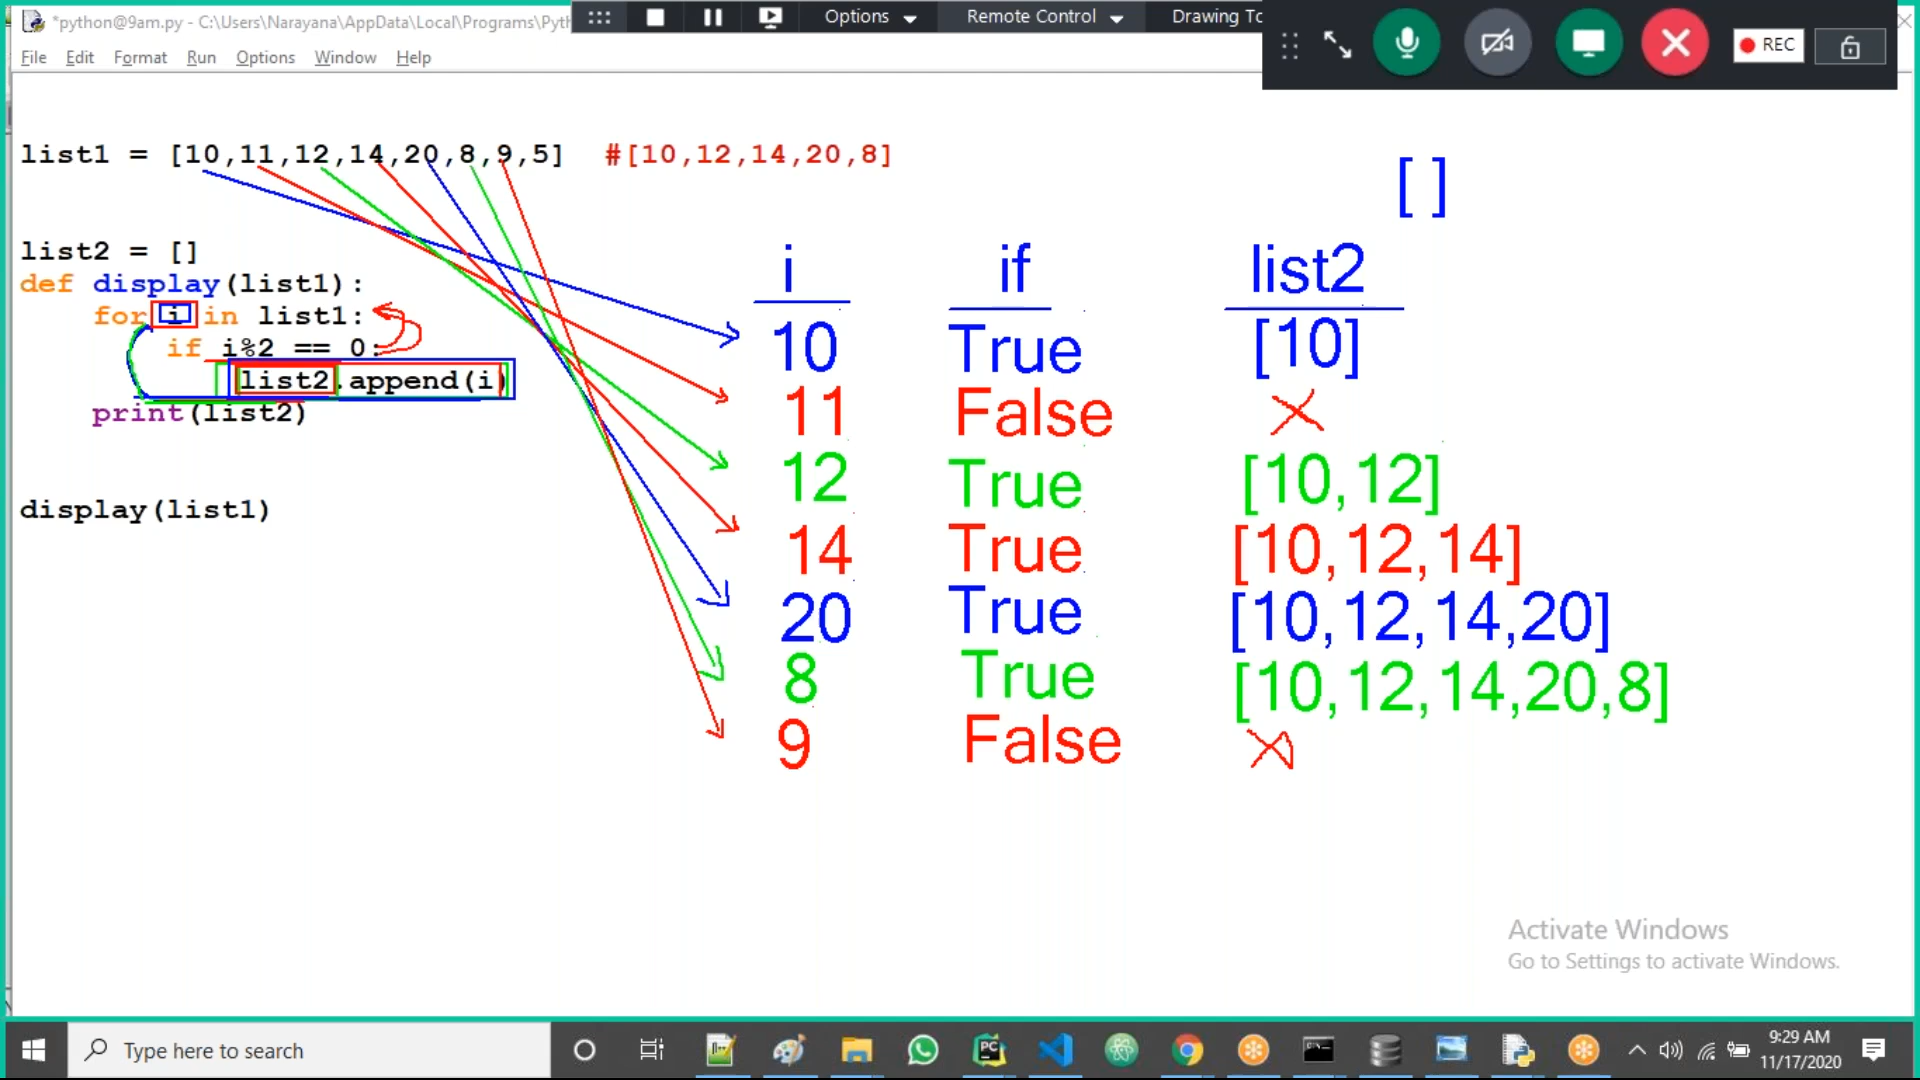 *python@9am.py - C:\Users\Narayana\AppData\Local\Programs\Pyth
Options
Remote Control
Drawing To
REC
File Edit Format Run Options Window Help
list1 = [10,11,12,14,20,8,9,5] #[10,12,14,20,8]
[ ]
list2 = []
def display(list1):
for i in list1:
if i%2 == 0:
list2.append(i)
print(list2)
display(list1)
i if list2
10 True [10]
11 False
12 True [10,12]
14 True [10,12,14]
20 True [10,12,14,20]
8 True [10,12,14,20,8]
9 False
Activate Windows
Go to Settings to activate Windows.
Type here to search
PC
9:29 AM
11/17/2020